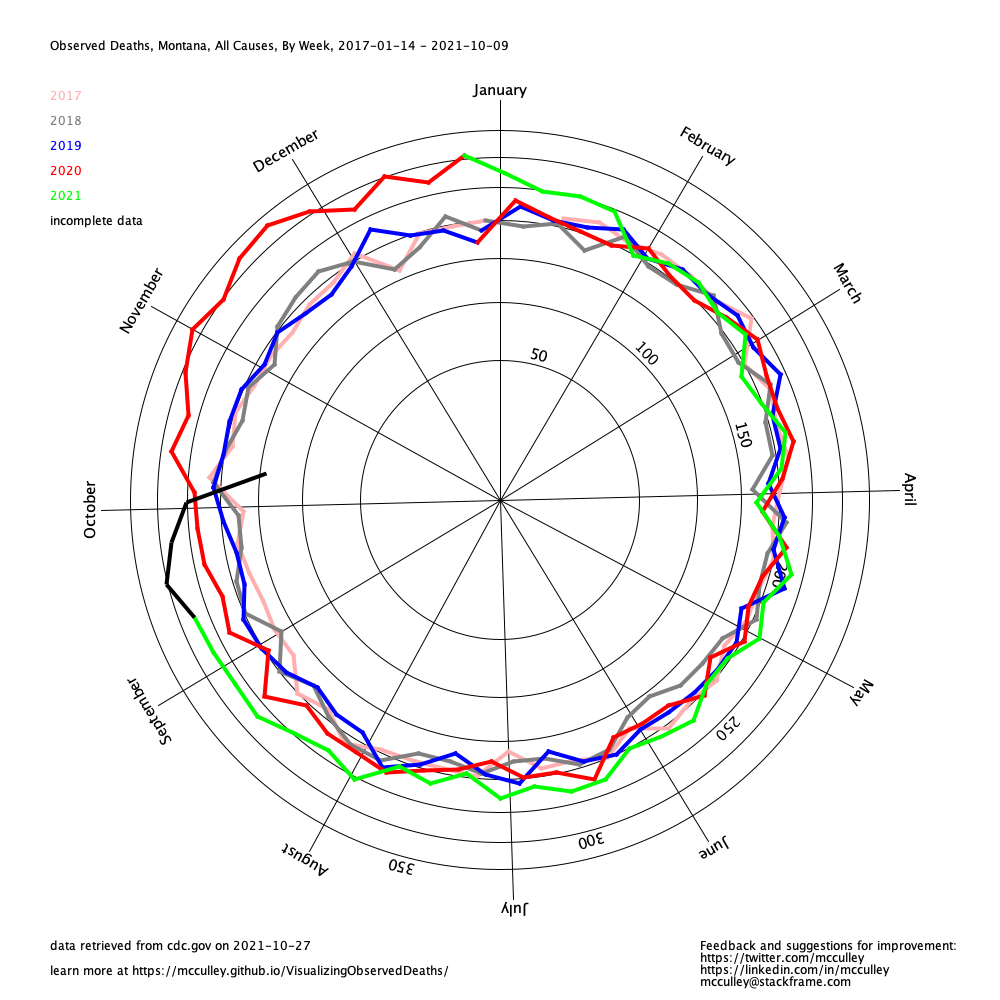 Observed Deaths, Montana, All Causes, By Week, 2017-01-14 - 2021-10-09
January
2017
2018
2019
2020
2021
incomplete data
December
February
November
March
50
100
150
October
April
200
September
May
250
300
350
August
June
July
data retrieved from cdc.gov on 2021-10-27
learn more at https://mcculley.github.io/VisualizingObservedDeaths/
Feedback and suggestions for improvement:
https://twitter.com/mcculley
https://linkedin.com/in/mcculley
mcculley@stackframe.com